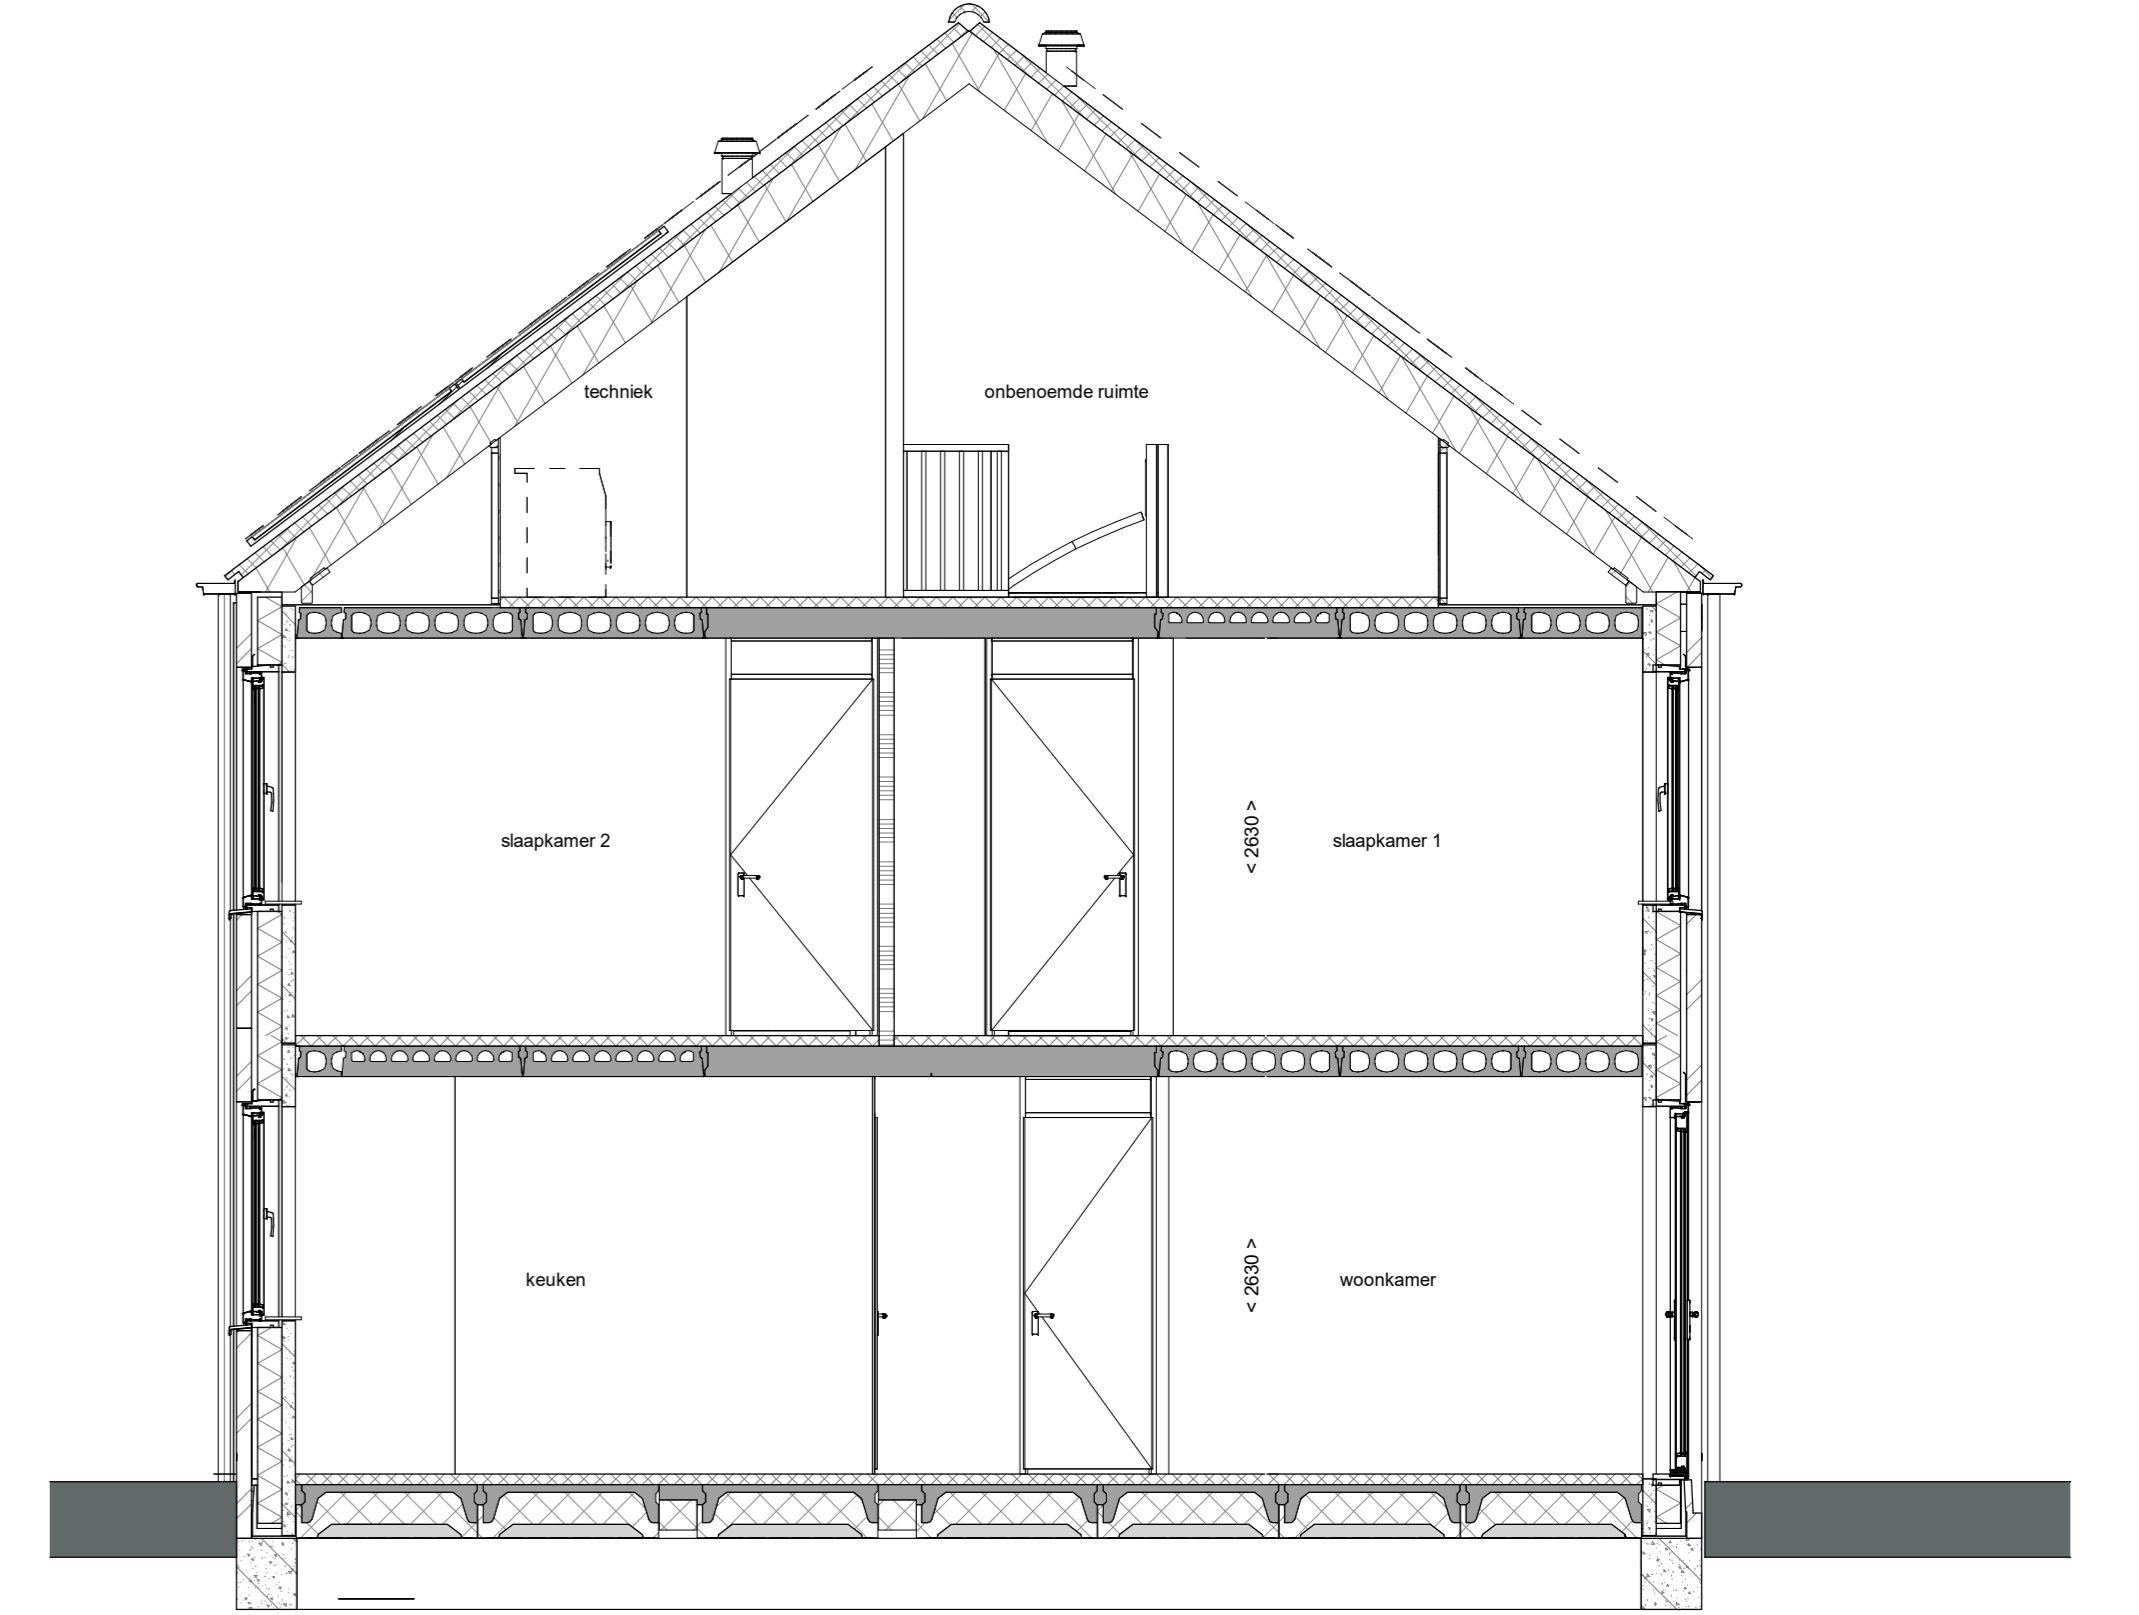 techniek
onbenoemde ruimte
slaapkamer 2
< 2630 >
slaapkamer 1
keuken
< 2630 >
woonkamer